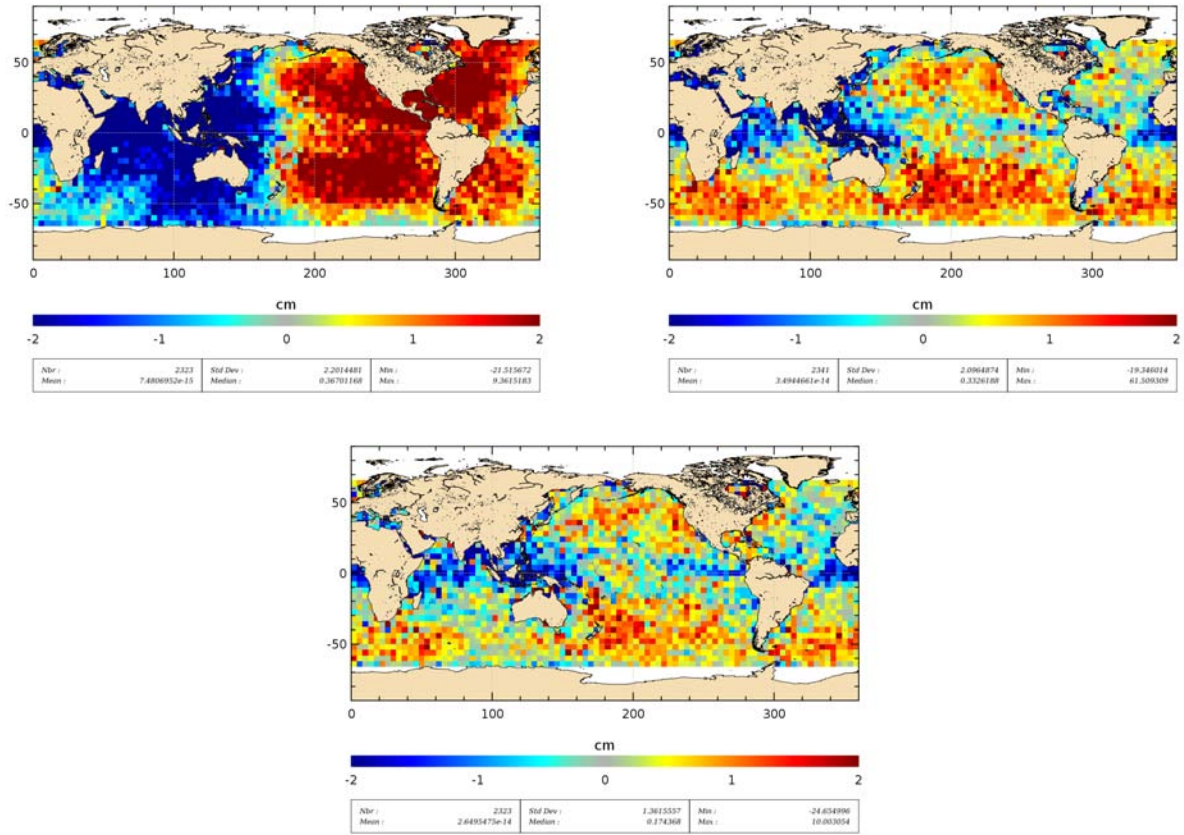 50
0
-50
0 100 200 300
cm
-2 -1 0 1 2
Nbr : 2323 Std Dev : 2.2014481 Min : -21.515672
Mean : 7.4806952e-15 Median : 0.36701168 Max : 9.3615183
50
0
-50
0 100 200 300
cm
-2 -1 0 1 2
Nbr : 2341 Std Dev : 2.0964874 Min : -19.346014
Mean : 3.4944661e-14 Median : 0.3326188 Max : 61.509309
50
0
-50
0 100 200 300
cm
-2 -1 0 1 2
Nbr : 2323 Std Dev : 1.3615557 Min : -24.654996
Mean : 2.6495475e-14 Median : 0.174368 Max : 10.003054